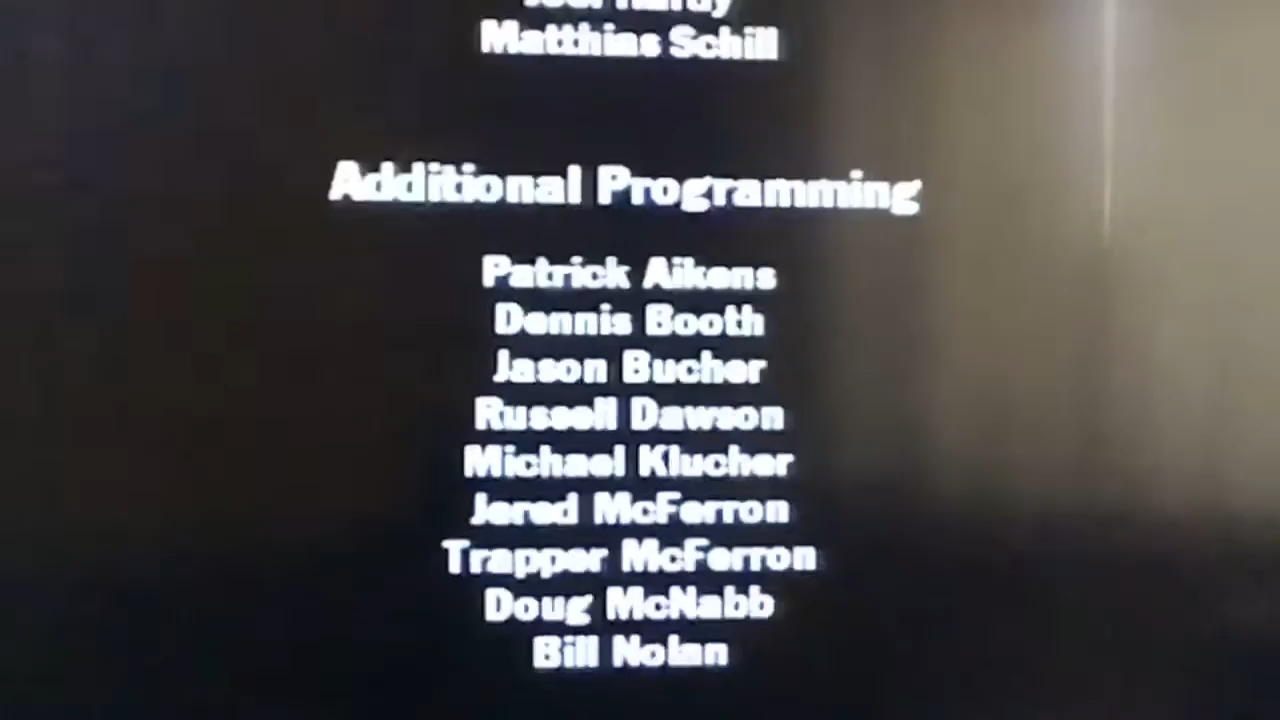 Hardy
Matthias Schill
Additional Programming
Patrick Aikens
Dennis Booth
Jason Bucher
Russell Dawson
Michael Klucher
Jered McFerron
Trapper McFerron
Doug McNabb
Bill Nolan